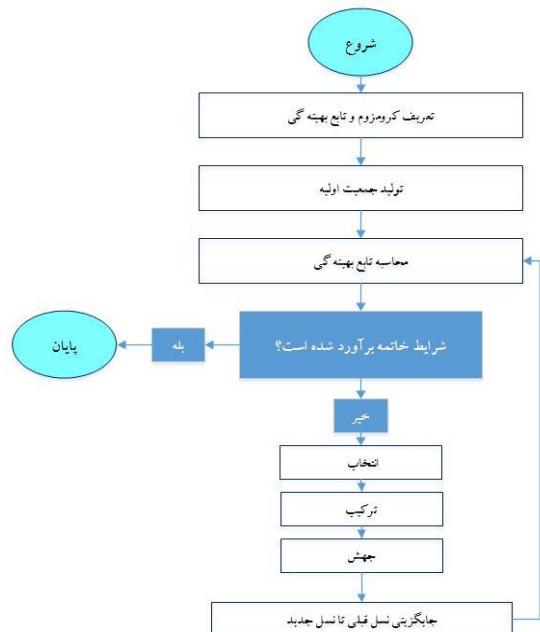 شروع
تعریف کروموزوم و تابع بهینه گی
تولید جمعیت اولیه
محاسبه تابع بهینه گی
شرایط خاتمه برآورد شده است؟
بله
پایان
خیر
انتخاب
ترکیب
جهش
جایگزینی نسل قبلی تا نسل جدید